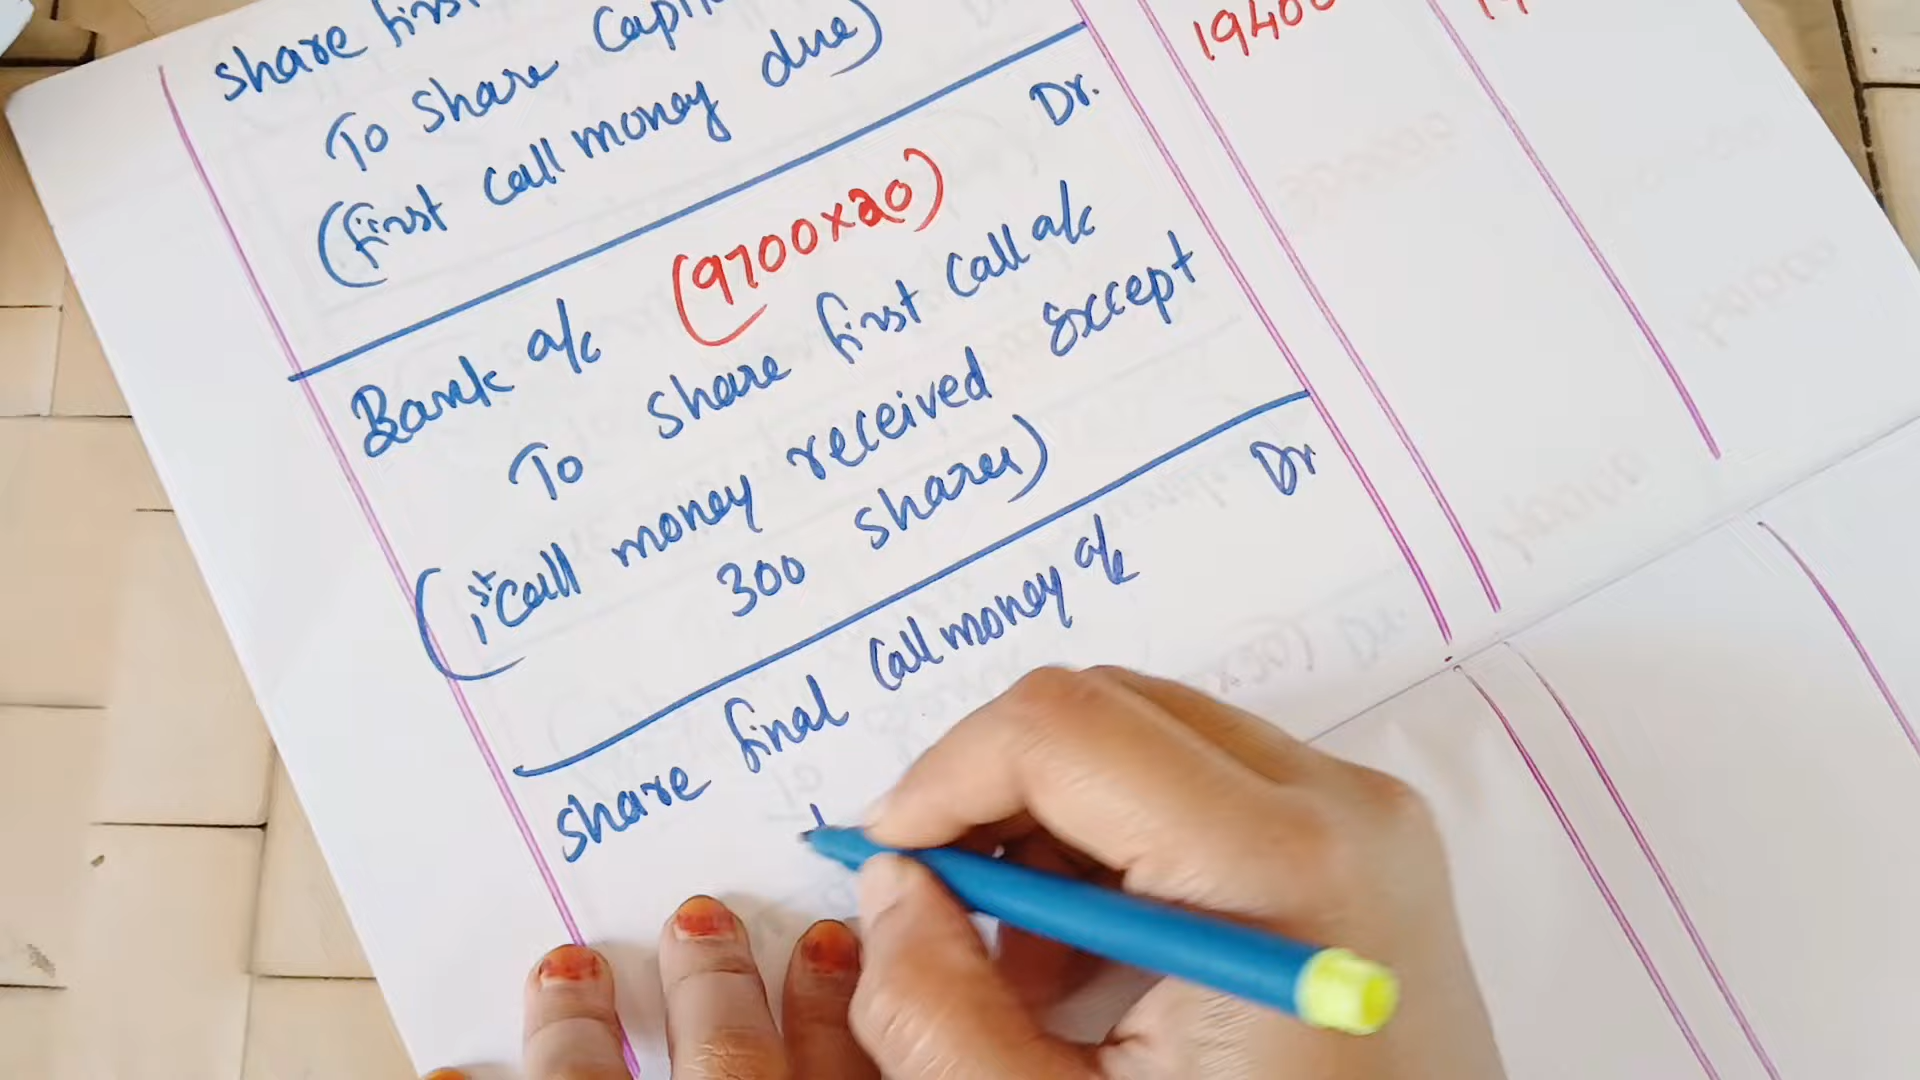 share first
To share Capi
(first call money due)
19400
Bank a/c (9700x20) Dr.
To share first call a/c
(1st call money received except
300 shares)
share final call money a/c Dr